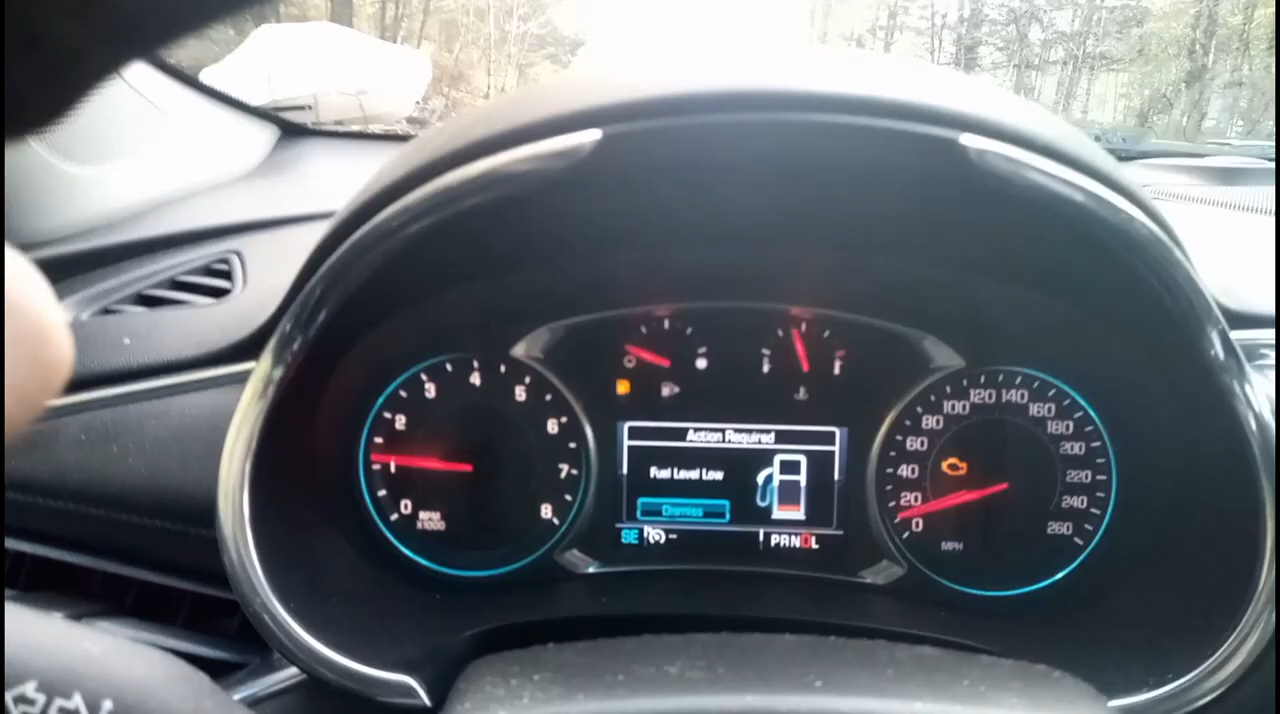 4
3 5
2 6
1 7
0 8
RPM
X1000
Action Required
Fuel Level Low
Dismiss
SE
PRNDL
120 140
100 160
80 180
60 200
40 220
20 240
0 260
MPH